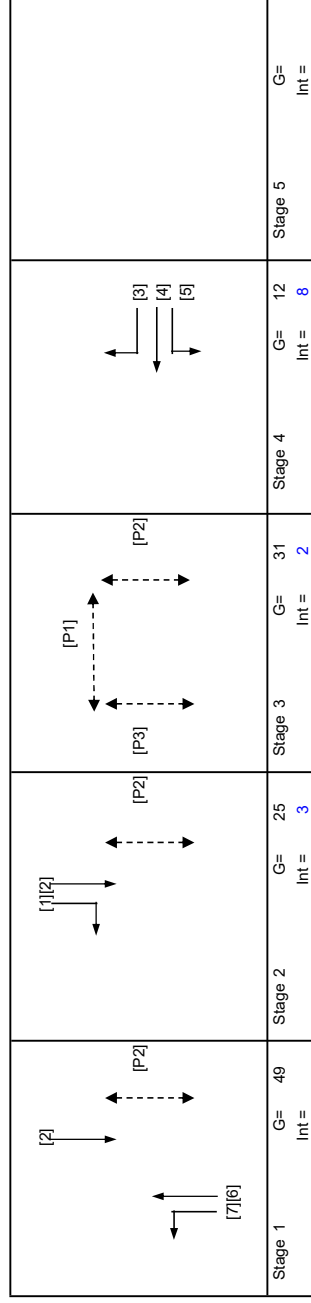 [2]
[P2]
[7][6]
Stage 1 G= 49
Int =
[1][2]
[P2]
Stage 2 G= 25
Int = 3
[P1]
[P2]
[P3]
Stage 3 G= 31
Int = 2
[3]
[4]
[5]
Stage 4 G= 12
Int = 8
Stage 5 G=
Int =